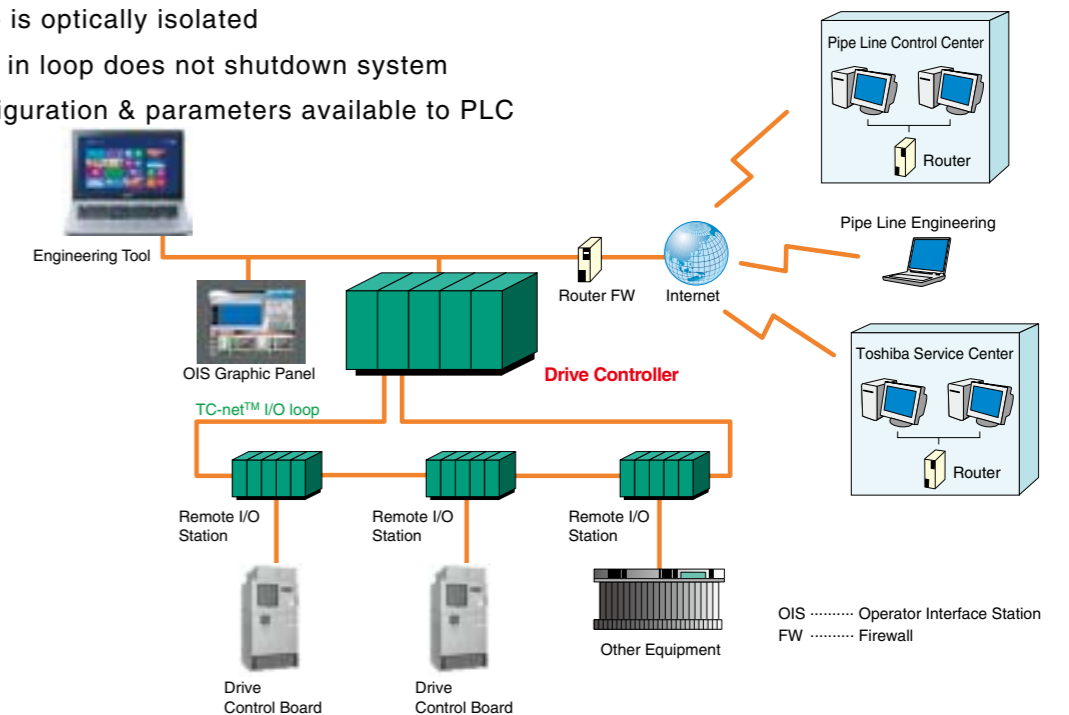 is optically isolated
in loop does not shutdown system
iguration & parameters available to PLC
Pipe Line Control Center
Router
Engineering Tool
OIS Graphic Panel
Router FW
Internet
Pipe Line Engineering
Drive Controller
TC-net™ I/O loop
Toshiba Service Center
Router
Remote I/O
Station
Remote I/O
Station
Remote I/O
Station
Drive
Control Board
Drive
Control Board
Other Equipment
OIS ·········· Operator Interface Station
FW ·········· Firewall